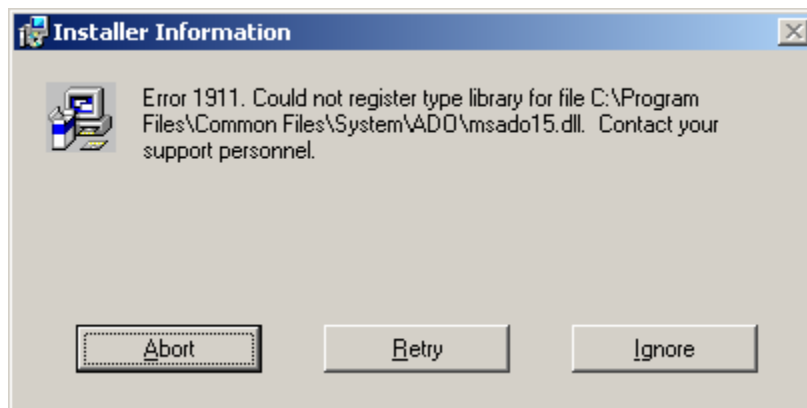 Installer Information
Error 1911. Could not register type library for file C:\Program
Files\Common Files\System\ADO\msado15.dll.  Contact your
support personnel.
Abort
Retry
Ignore